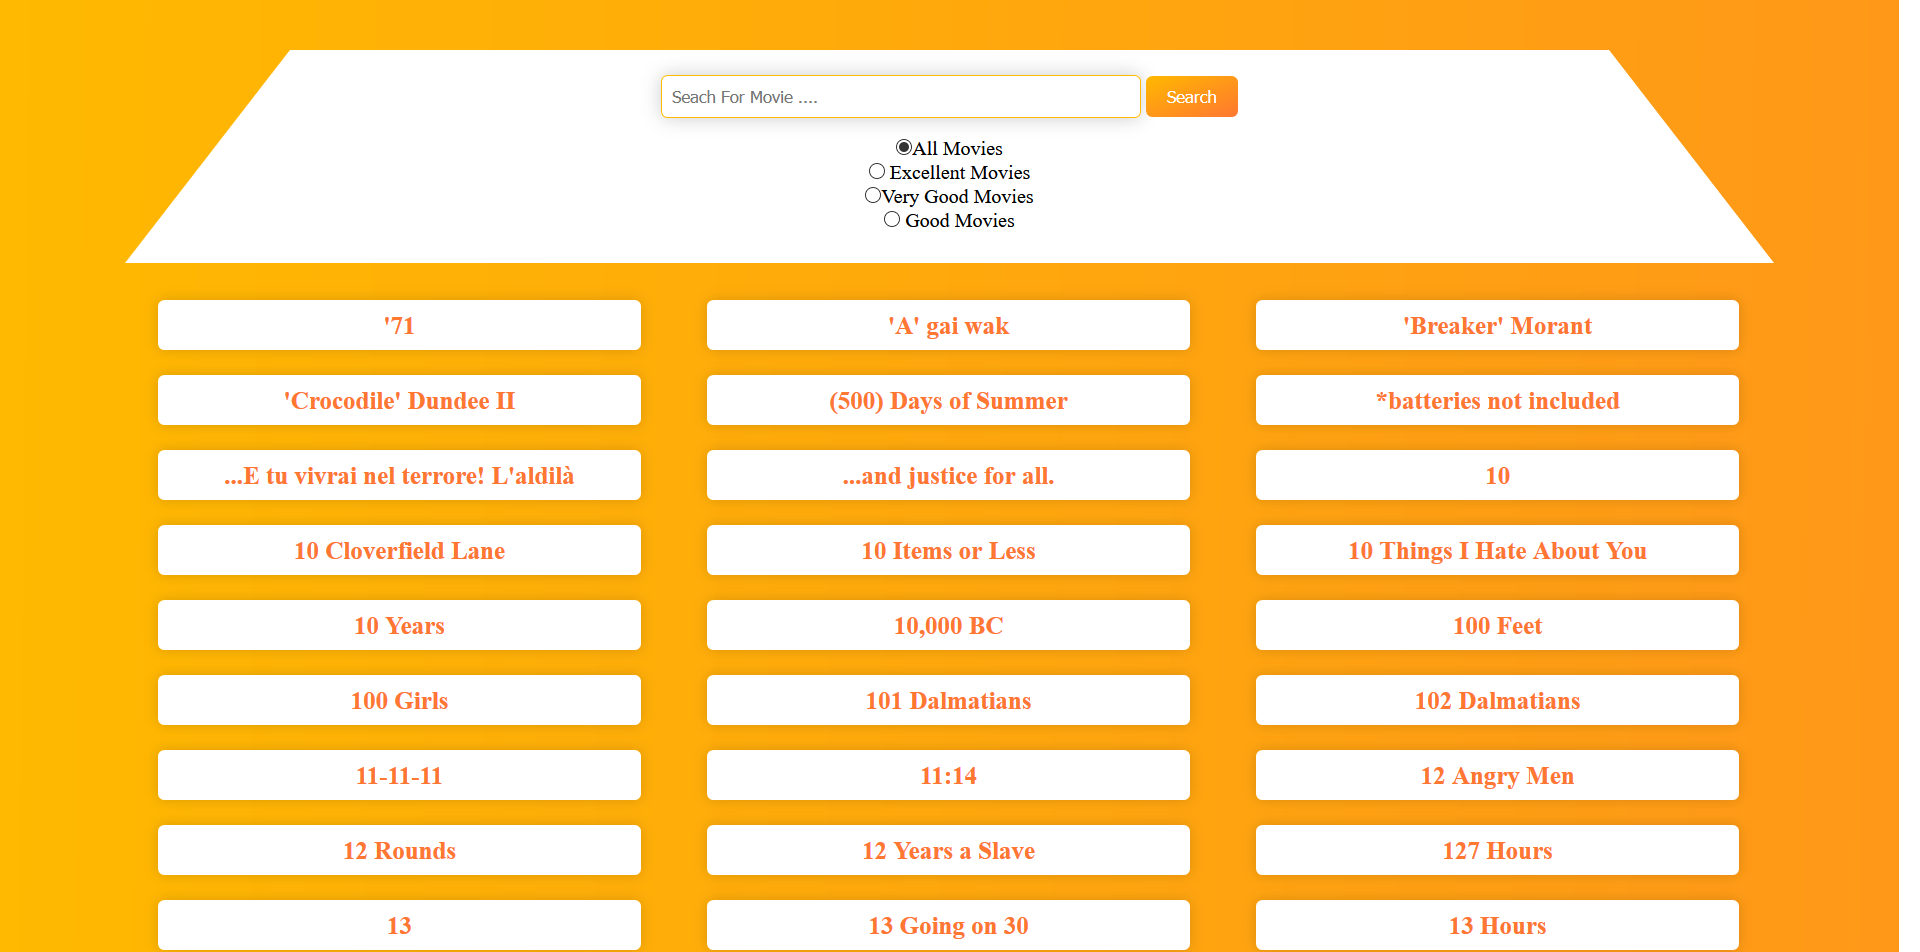 Seach For Movie ....
Search
All Movies
Excellent Movies
Very Good Movies
Good Movies
'71
'A' gai wak
'Breaker' Morant
'Crocodile' Dundee II
(500) Days of Summer
*batteries not included
...E tu vivrai nel terrore! L'aldilà
...and justice for all.
10
10 Cloverfield Lane
10 Items or Less
10 Things I Hate About You
10 Years
10,000 BC
100 Feet
100 Girls
101 Dalmatians
102 Dalmatians
11-11-11
11:14
12 Angry Men
12 Rounds
12 Years a Slave
127 Hours
13
13 Going on 30
13 Hours